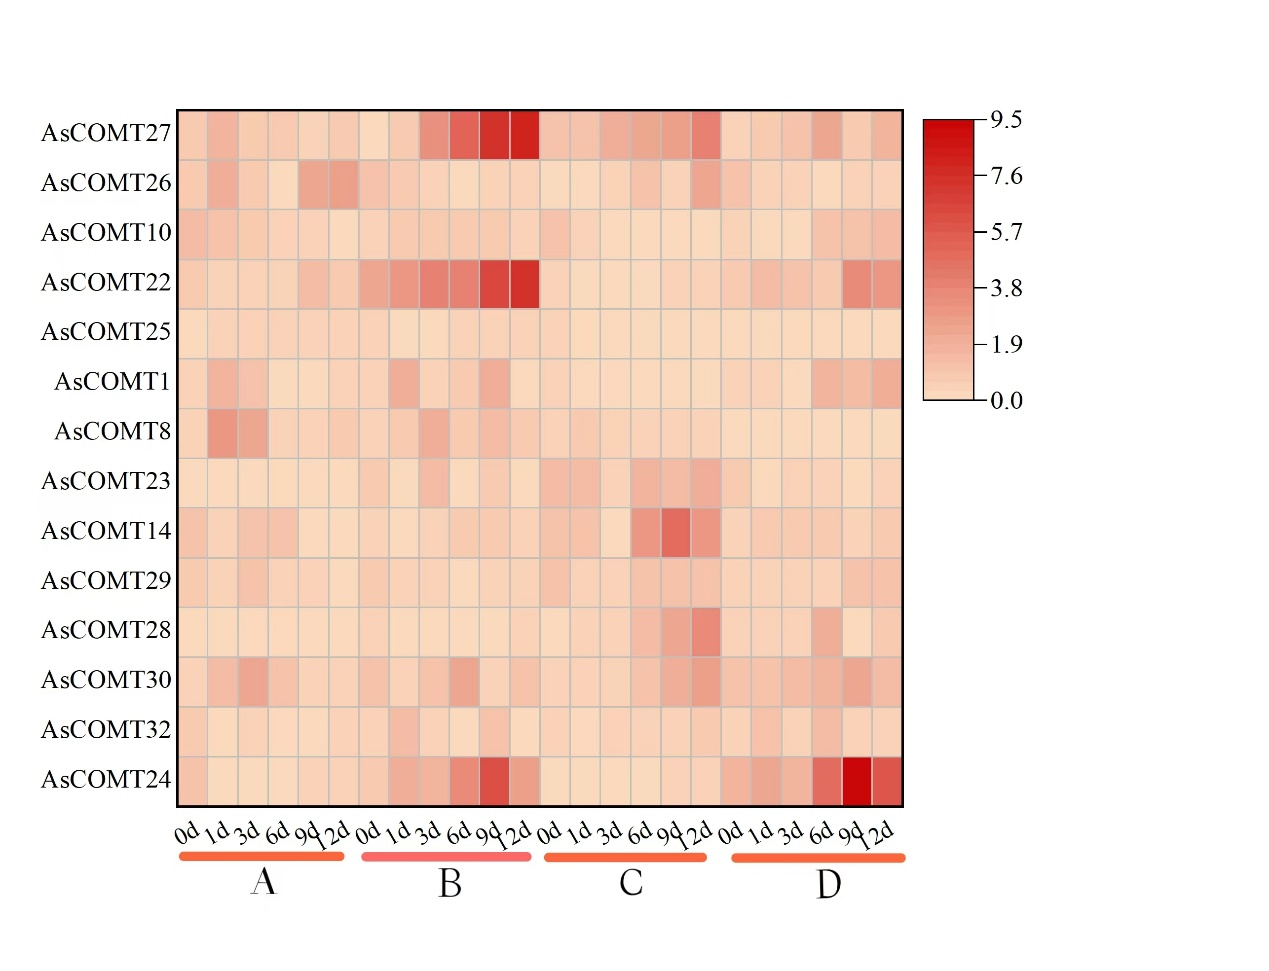 AsCOMT27
AsCOMT26
AsCOMT10
AsCOMT22
AsCOMT25
AsCOMT1
AsCOMT8
AsCOMT23
AsCOMT14
AsCOMT29
AsCOMT28
AsCOMT30
AsCOMT32
AsCOMT24
9.5
7.6
5.7
3.8
1.9
0.0
0d 1d 3d 6d 9d 12d 0d 1d 3d 6d 9d 12d 0d 1d 3d 6d 9d 12d 0d 1d 3d 6d 9d 12d
A B C D